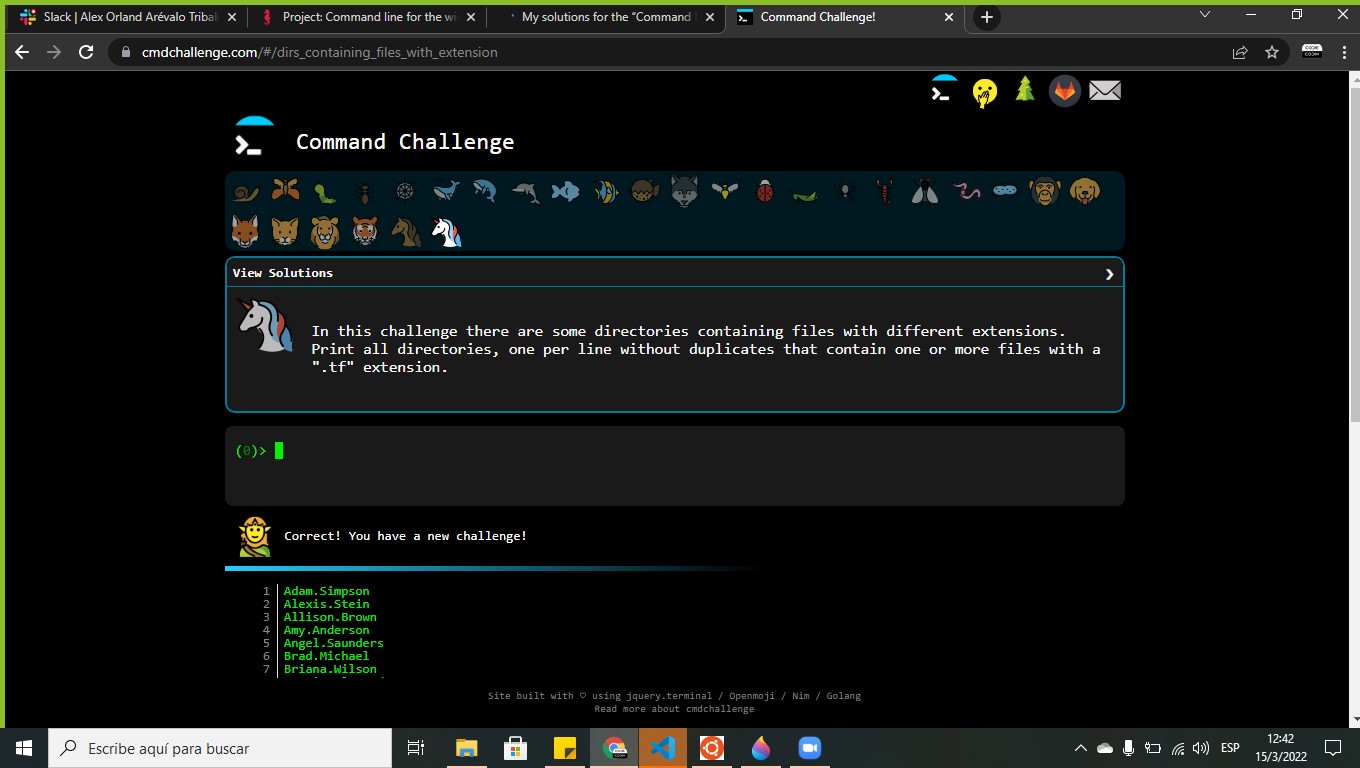 Slack | Alex Orland Arévalo Tribal
Project: Command line for the wi
My solutions for the "Command
Command Challenge!
cmdchallenge.com/#/dirs_containing_files_with_extension
Command Challenge
View Solutions
In this challenge there are some directories containing files with different extensions.
Print all directories, one per line without duplicates that contain one or more files with a
".tf" extension.
(0)>
Correct! You have a new challenge!
1 Adam.Simpson
2 Alexis.Stein
3 Allison.Brown
4 Amy.Anderson
5 Angel.Saunders
6 Brad.Michael
7 Briana.Wilson
Site built with ♡ using jquery.terminal / Openmoji / Nim / Golang
Read more about cmdchallenge
Escribe aquí para buscar
ESP
12:42
15/3/2022